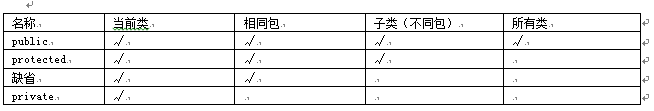 名称 当前类 相同包 子类（不同包） 所有类
public √ √ √ √
protected √ √ √
缺省 √ √
private √